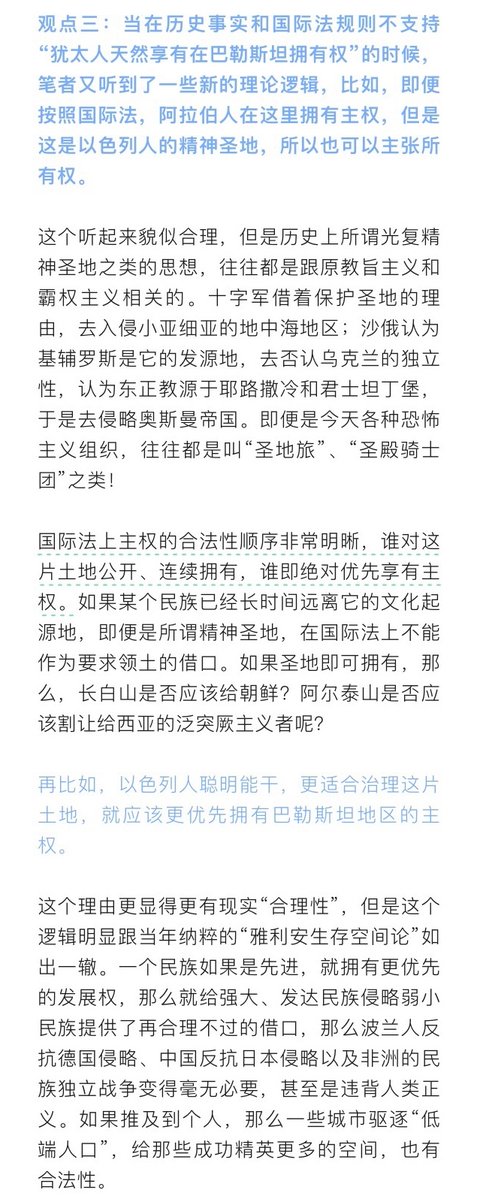 观点三：当在历史事实和国际法规则不支持
“犹太人天然享有在巴勒斯坦拥有权”的时候，
笔者又听到了一些新的理论逻辑，比如，即便
按照国际法，阿拉伯人在这里拥有主权，但是
这是以色列人的精神圣地，所以也可以主张所
有权。
这个听起来貌似合理，但是历史上所谓光复精
神圣地之类的思想，往往都是跟原教旨主义和
霸权主义相关的。十字军借着保护圣地的理
由，去入侵小亚细亚的地中海地区；沙俄认为
基辅罗斯是它的发源地，去否认乌克兰的独立
性，认为东正教源于耶路撒冷和君士坦丁堡，
于是去侵略奥斯曼帝国。即便是今天各种恐怖
主义组织，往往都是叫“圣地旅”、“圣殿骑士
团”之类！
国际法上主权的合法性顺序非常明晰，谁对这
片土地公开、连续拥有，谁即绝对优先享有主
权。如果某个民族已经长时间远离它的文化起
源地，即便是所谓精神圣地，在国际法上不能
作为要求领土的借口。如果圣地即可拥有，那
么，长白山是否应该给朝鲜？阿尔泰山是否应
该割让给西亚的泛突厥主义者呢？
再比如，以色列人聪明能干，更适合治理这片
土地，就应该更优先拥有巴勒斯坦地区的主
权。
这个理由更显得更有现实“合理性”，但是这个
逻辑明显跟当年纳粹的“雅利安生存空间论”如
出一辙。一个民族如果是先进，就拥有更优先
的发展权，那么就给强大、发达民族侵略弱小
民族提供了再合理不过的借口，那么波兰人反
抗德国侵略、中国反抗日本侵略以及非洲的民
族独立战争变得毫无必要，甚至是违背人类正
义。如果推及到个人，那么一些城市驱逐“低
端人口”，给那些成功精英更多的空间，也有
合法性。